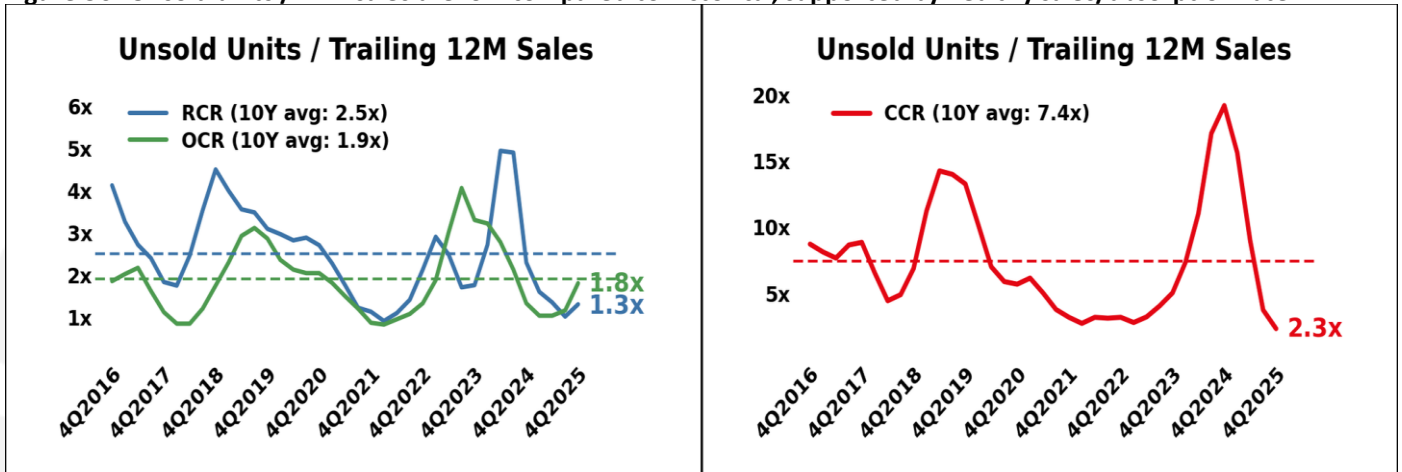 Unsold Units / Trailing 12M Sales
6x
5x
4x
3x
2x
1x
RCR (10Y avg: 2.5x)
OCR (10Y avg: 1.9x)
1.8x
1.3x
4Q2016
4Q2017
4Q2018
4Q2019
4Q2020
4Q2021
4Q2022
4Q2023
4Q2024
4Q2025
Unsold Units / Trailing 12M Sales
20x
15x
10x
5x
CCR (10Y avg: 7.4x)
2.3x
4Q2016
4Q2017
4Q2018
4Q2019
4Q2020
4Q2021
4Q2022
4Q2023
4Q2024
4Q2025